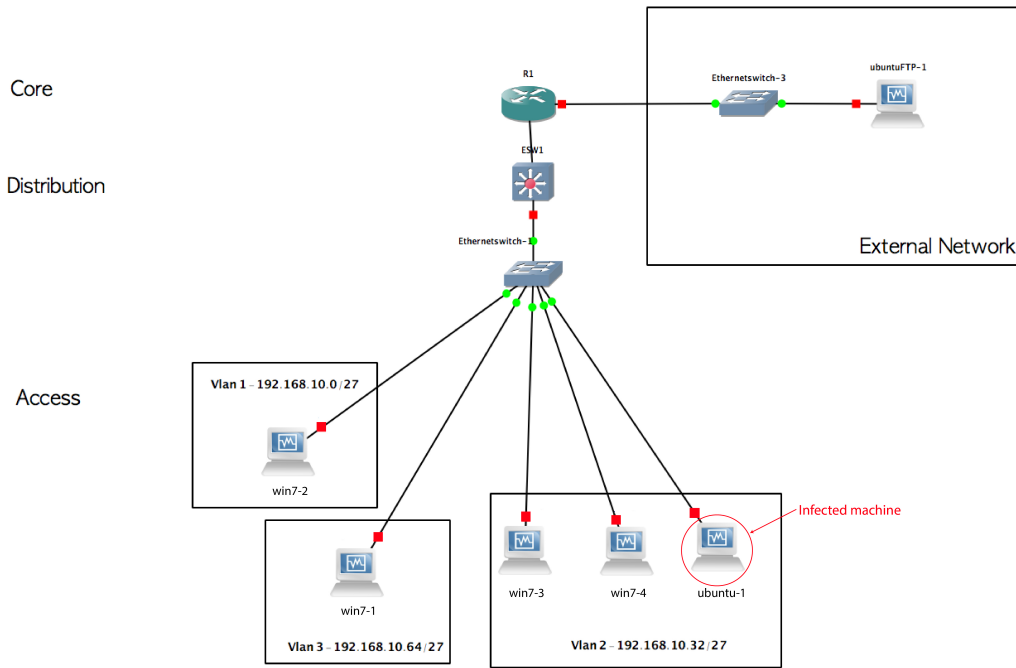 Core
R1
Ethernetswitch-3
ubuntuFTP-1
Distribution
ESW1
Ethernetswitch-1
External Network
Access
Vlan 1 - 192.168.10.0/27
win7-2
win7-1
Vlan 3 - 192.168.10.64/27
Infected machine
win7-3
win7-4
ubuntu-1
Vlan 2 - 192.168.10.32/27